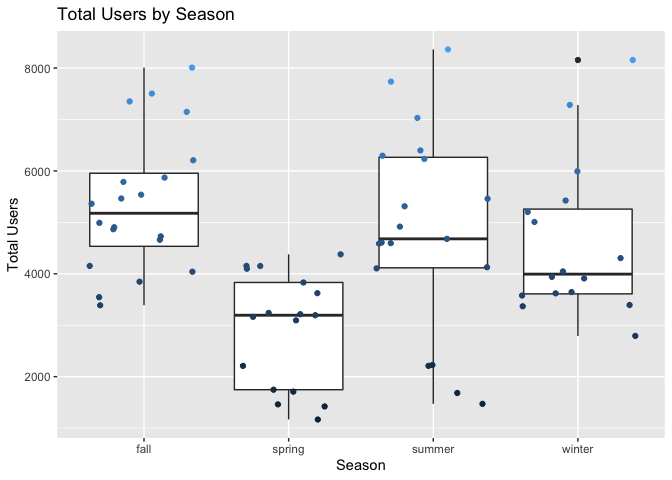 Total Users by Season
8000
6000
4000
2000
Total Users
fall spring summer winter
Season